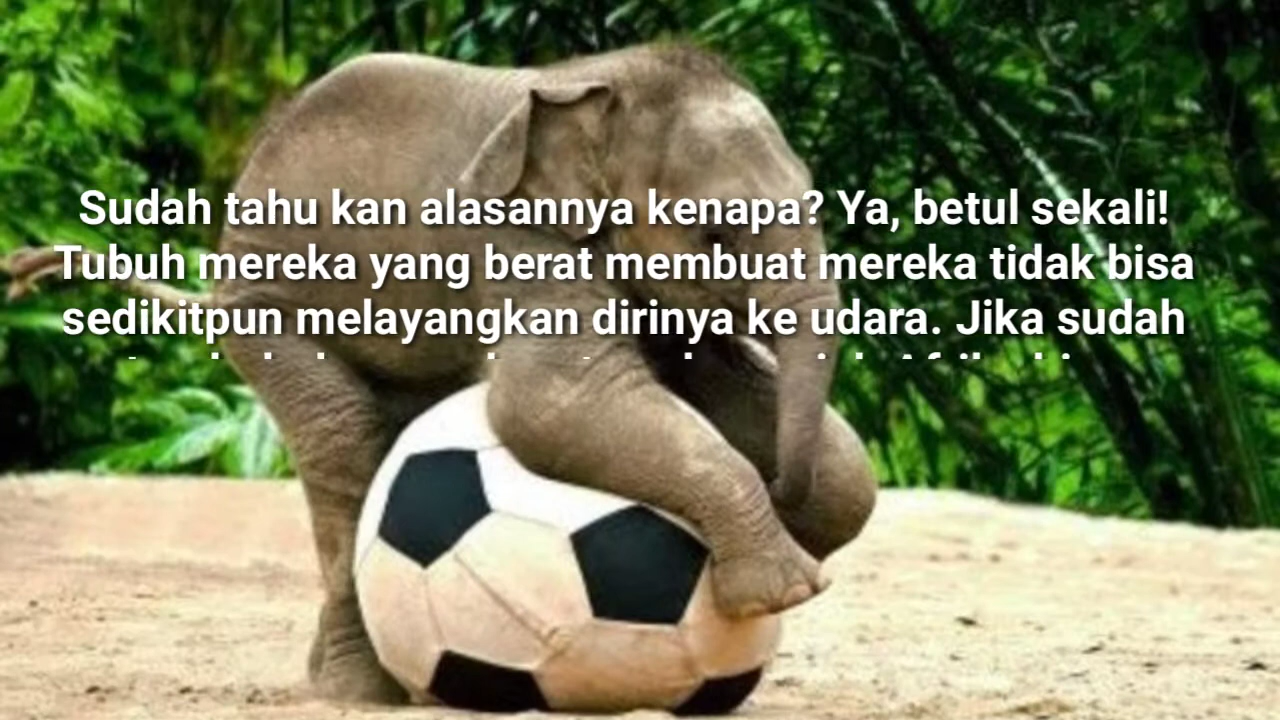 Sudah tahu kan alasannya kenapa? Ya, betul sekali!
Tubuh mereka yang berat membuat mereka tidak bisa
sedikitpun melayangkan dirinya ke udara. Jika sudah